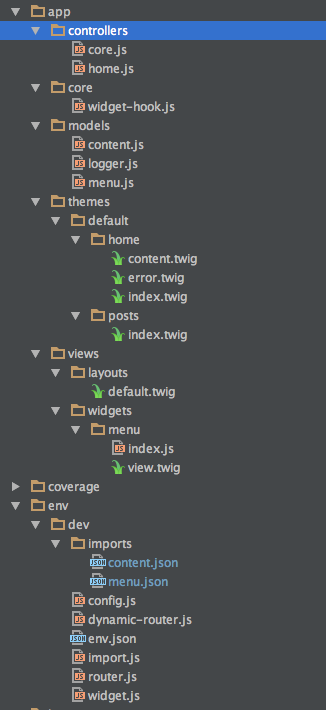 app
controllers
core.js
home.js
core
widget-hook.js
models
content.js
logger.js
menu.js
themes
default
home
content.twig
error.twig
index.twig
posts
index.twig
views
layouts
default.twig
widgets
menu
index.js
view.twig
coverage
env
dev
imports
content.json
menu.json
config.js
dynamic-router.js
env.json
import.js
router.js
widget.js